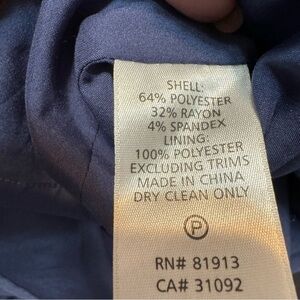 SHELL:
64% POLYESTER
32% RAYON
4% SPANDEX
LINING:
100% POLYESTER
EXCLUDING TRIMS
MADE IN CHINA
DRY CLEAN ONLY
P
RN# 81913
CA# 31092